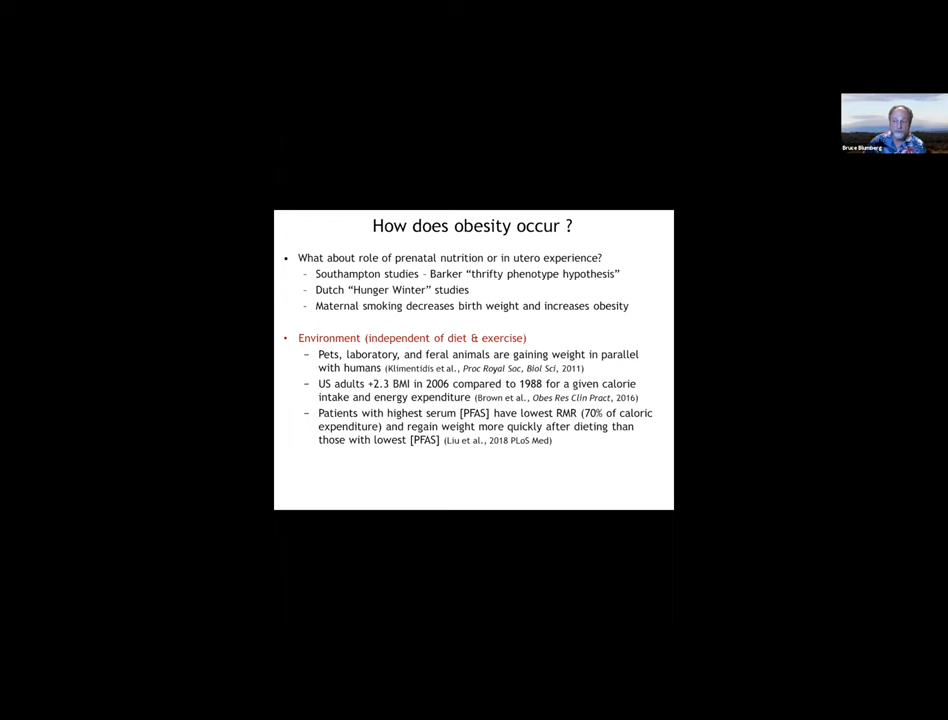 How does obesity occur ?
• What about role of prenatal nutrition or in utero experience?
- Southampton studies – Barker “thrifty phenotype hypothesis”
- Dutch “Hunger Winter” studies
- Maternal smoking decreases birth weight and increases obesity
• Environment (independent of diet & exercise)
– Pets, laboratory, and feral animals are gaining weight in parallel
with humans (Klimentidis et al., Proc Royal Soc, Biol Sci, 2011)
– US adults +2.3 BMI in 2006 compared to 1988 for a given calorie
intake and energy expenditure (Brown et al., Obes Res Clin Pract, 2016)
– Patients with highest serum [PFAS] have lowest RMR (70% of caloric
expenditure) and regain weight more quickly after dieting than
those with lowest [PFAS] (Liu et al., 2018 PLoS Med)
Bruce Blumberg